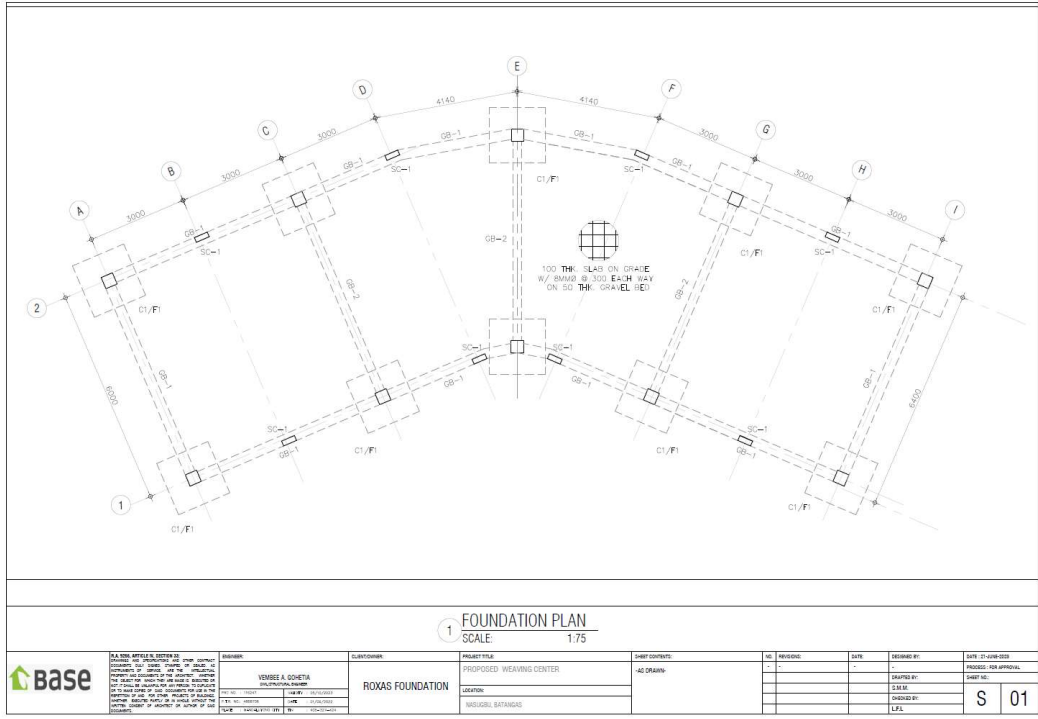 E
D
F
4140
4140
C
G
GB-1
GB-1
3000
3000
B
H
GB-1
GB-1
SC-1
SC-1
3000
3000
C1/F1
A
I
3000
3000
GB-1
GB-1
SC-1
SC-1
GB-2
C1/F1
100 THK. SLAB ON GRADE
W/ 8MMØ @ 300 EACH WAY
ON 50 THK. GRAVEL BED
2
C1/F1
GB-2
GB-2
C1/F1
SC-1
SC-1
GB-1
GB-1
GB-1
GB-1
6000
6400
SC-1
SC-1
GB-1
GB-1
C1/F1
C1/F1
1
C1/F1
C1/F1
1
FOUNDATION PLAN
SCALE: 1:75
BASE
R.A. 9266, ARTICLE IV, SECTION 33:
ENGINEER:
VEMBEE A. GOHETIA
CIVIL/STRUCTURAL ENGINEER
CLIENT/OWNER:
ROXAS FOUNDATION
PROJECT TITLE:
PROPOSED WEAVING CENTER
LOCATION:
NASUGBU, BATANGAS
SHEET CONTENTS:
-AS DRAWN-
NO.
REVISIONS:
DATE:
DESIGNED BY:
-
DRAFTED BY:
G.M.M.
CHECKED BY:
L.F.L
DATE : 21-JUNE-2023
PROCESS : FOR APPROVAL
SHEET NO.:
S 01